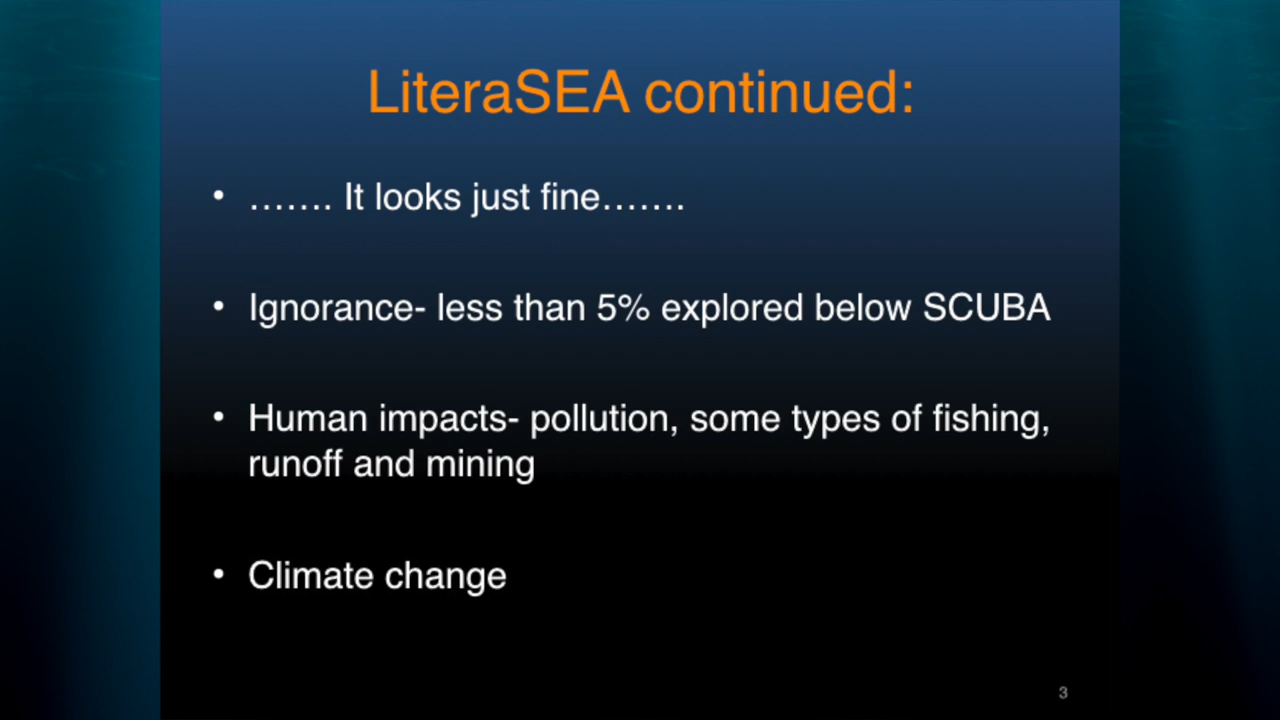 LiteraSEA continued:
• ……. It looks just fine…….
• Ignorance- less than 5% explored below SCUBA
• Human impacts- pollution, some types of fishing,
runoff and mining
• Climate change
3